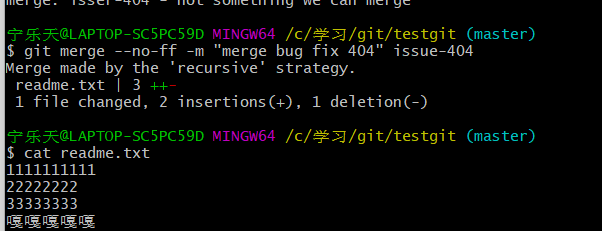 merge: isser-404 - not something we can merge
宁乐天@LAPTOP-SC5PC59D MINGW64 /c/学习/git/testgit (master)
$ git merge --no-ff -m "merge bug fix 404" issue-404
Merge made by the 'recursive' strategy.
readme.txt | 3 ++-
1 file changed, 2 insertions(+), 1 deletion(-)
宁乐天@LAPTOP-SC5PC59D MINGW64 /c/学习/git/testgit (master)
$ cat readme.txt
1111111111
22222222
33333333
嘎嘎嘎嘎嘎